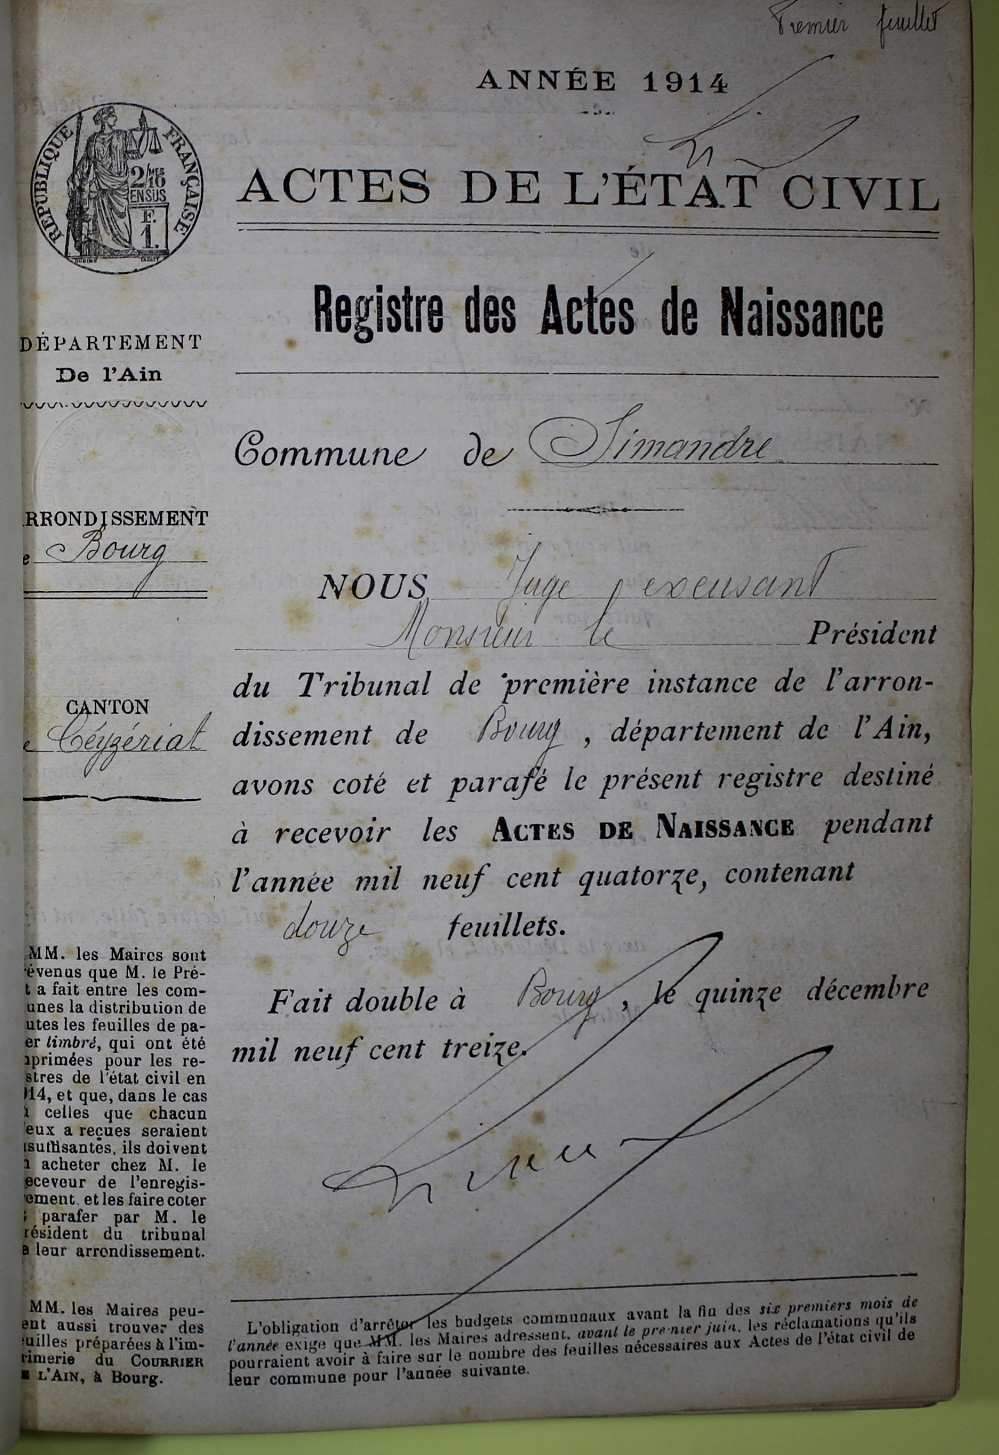 Premier feuillet
ANNÉE 1914
ACTES DE L'ÉTAT CIVIL
RÉPUBLIQUE FRANÇAISE
2 10
EN SUS
F.
1.
Registre des Actes de Naissance
DÉPARTEMENT
De l'Ain
Commune de Simandre
RRONDISSEMENT
e Bourg
NOUS Juge excusant
Monsieur le Président
du Tribunal de première instance de l'arron-
dissement de Bourg, département de l'Ain,
avons coté et parafé le présent registre destiné
à recevoir les ACTES DE NAISSANCE pendant
l'année mil neuf cent quatorze, contenant
douze feuillets.
Fait double à Bourg, le quinze décembre
mil neuf cent treize.
CANTON
e Céyzériat
MM. les Maires sont
évenus que M. le Pré-
t a fait entre les com-
unes la distribution de
utes les feuilles de pa-
er timbré, qui ont été
primées pour les re-
stres de l'état civil en
14, et que, dans le cas
celles que chacun
eux a reçues seraient
suffisantes, ils doivent
acheter chez M. le
eceveur de l'enregis-
ement, et les faire coter
parafer par M. le
résident du tribunal
e leur arrondissement.
MM. les Maires peu-
ent aussi trouver des
uilles préparées à l'im-
rimerie du COURRIER
L'AIN, à Bourg.
L'obligation d'arrêter les budgets communaux avant la fin des six premiers mois de
l'année exige que MM. les Maires adressent, avant le premier juin, les réclamations qu'ils
pourraient avoir à faire sur le nombre des feuilles nécessaires aux Actes de l'état civil de
leur commune pour l'année suivante.